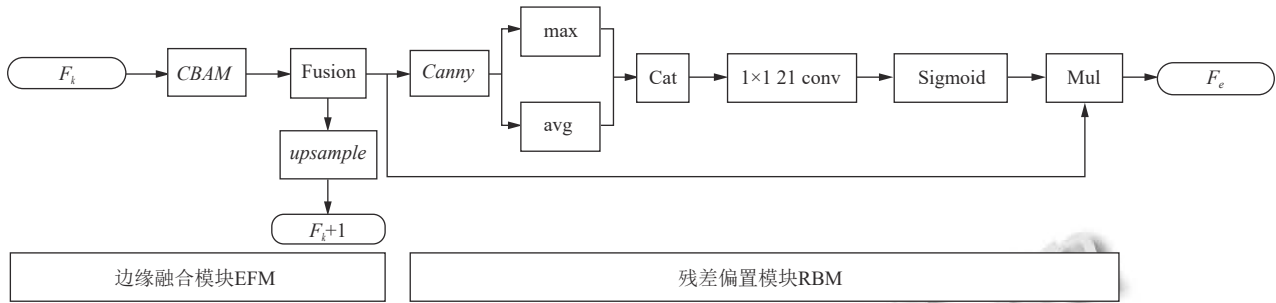 F_k
CBAM
Fusion
Canny
max
avg
Cat
1×1 21 conv
Sigmoid
Mul
F_e
upsample
F_k+1
边缘融合模块EFM
残差偏置模块RBM